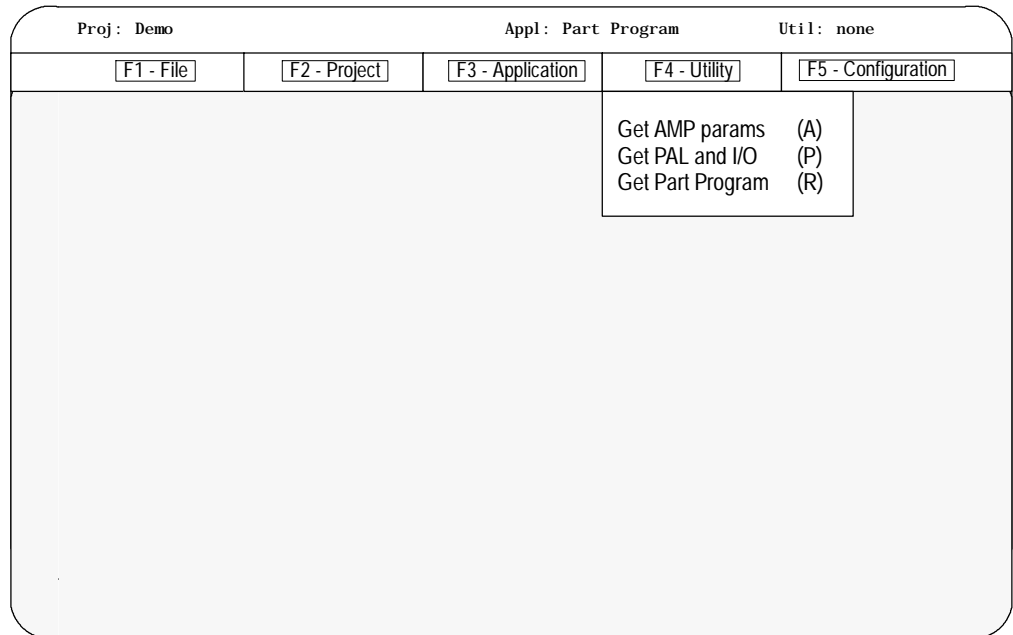 Proj: Demo Appl: Part Program Util: none
F1 - File F2 - Project F3 - Application F4 - Utility F5 - Configuration
Get AMP params (A)
Get PAL and I/O (P)
Get Part Program (R)